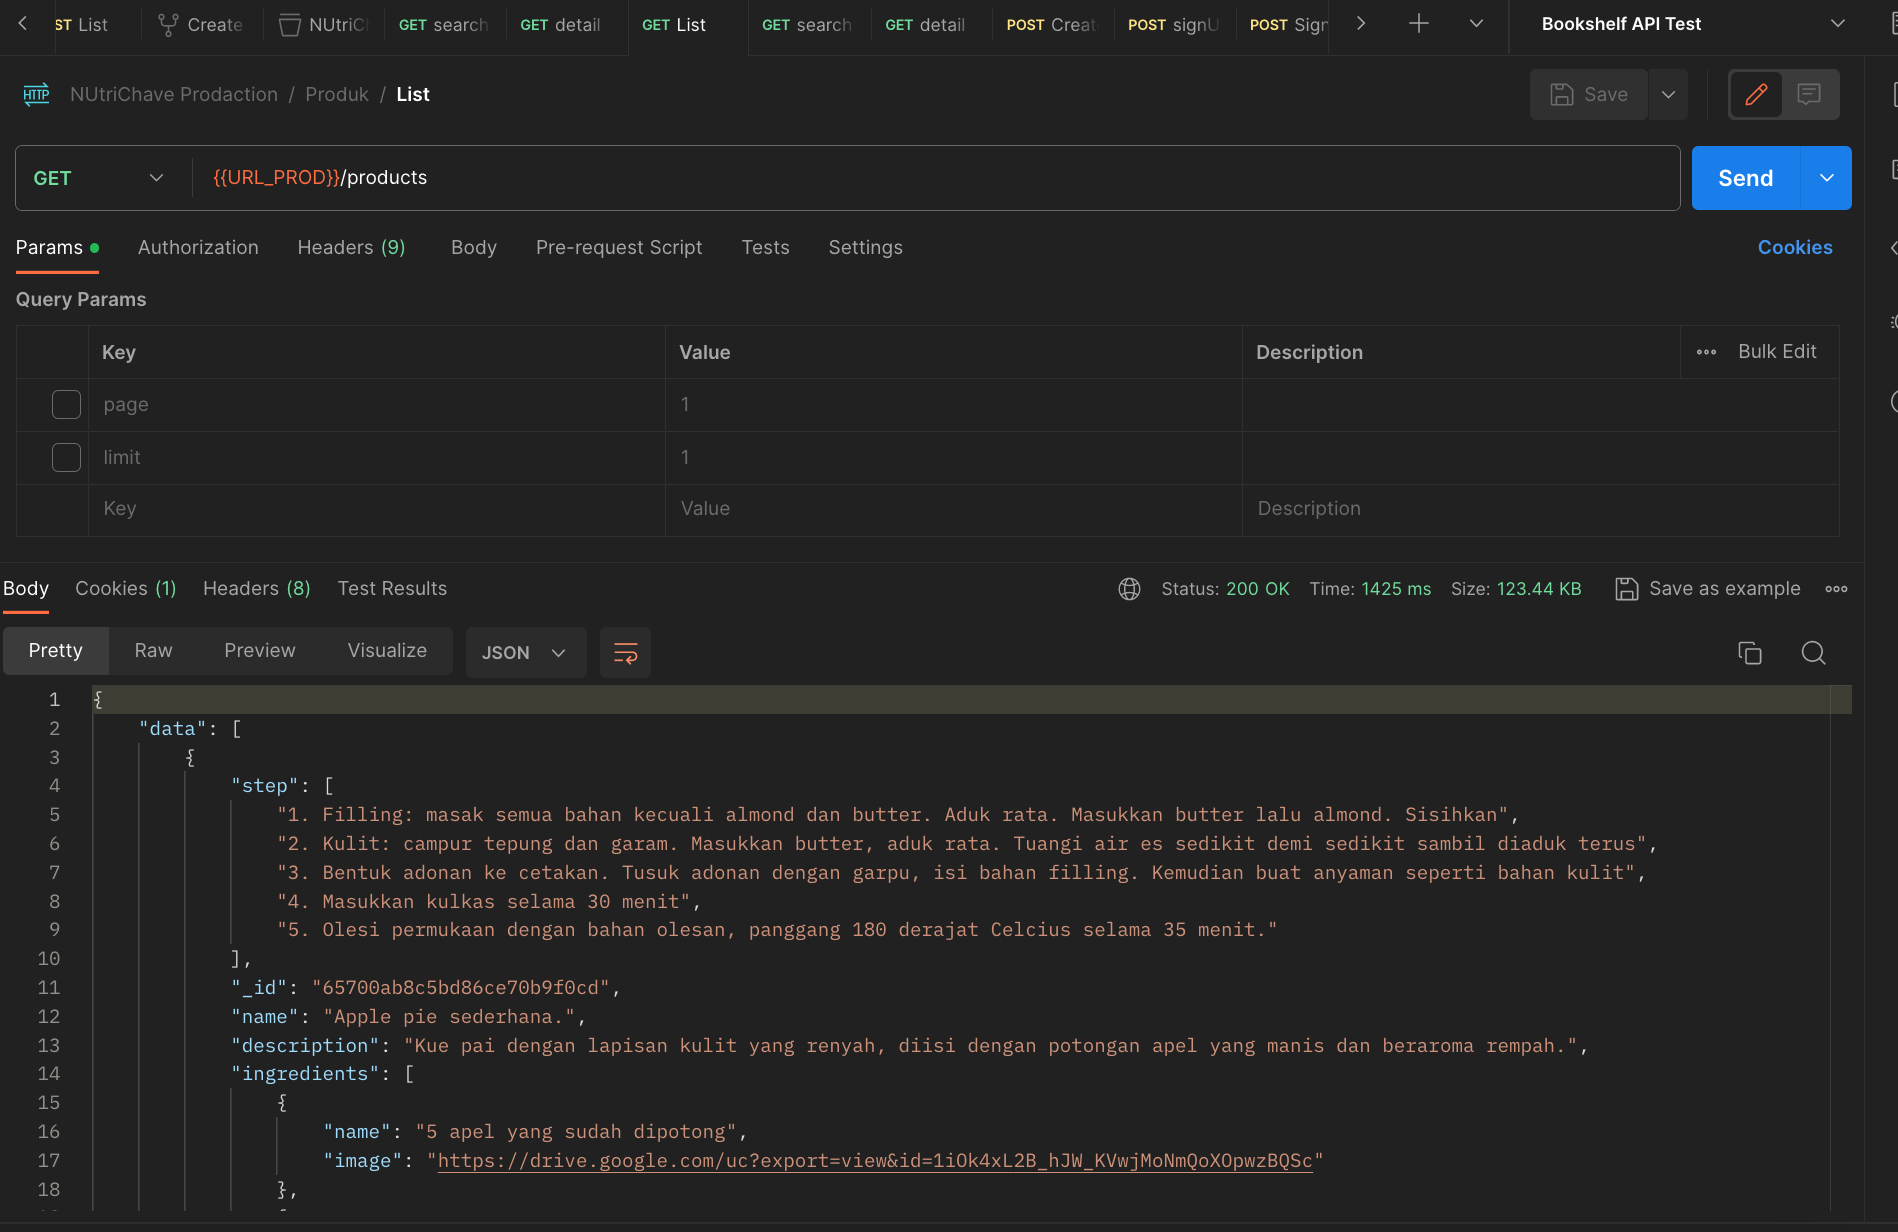 ST List
Create
NUtriCh
GET search
GET detail
GET List
GET search
GET detail
POST Creat
POST signU
POST Sign
Bookshelf API Test
HTTP NUtriChave Prodaction / Produk / List
Save
GET
{{URL_PROD}}/products
Send
Params
Authorization
Headers (9)
Body
Pre-request Script
Tests
Settings
Cookies
Query Params
Key Value Description Bulk Edit
page 1
limit 1
Key Value Description
Body Cookies (1) Headers (8) Test Results
Status: 200 OK Time: 1425 ms Size: 123.44 KB Save as example
Pretty Raw Preview Visualize JSON
1 {
2 "data": [
3 {
4 "step": [
5 "1. Filling: masak semua bahan kecuali almond dan butter. Aduk rata. Masukkan butter lalu almond. Sisihkan",
6 "2. Kulit: campur tepung dan garam. Masukkan butter, aduk rata. Tuangi air es sedikit demi sedikit sambil diaduk terus",
7 "3. Bentuk adonan ke cetakan. Tusuk adonan dengan garpu, isi bahan filling. Kemudian buat anyaman seperti bahan kulit",
8 "4. Masukkan kulkas selama 30 menit",
9 "5. Olesi permukaan dengan bahan olesan, panggang 180 derajat Celcius selama 35 menit."
10 ],
11 "_id": "65700ab8c5bd86ce70b9f0cd",
12 "name": "Apple pie sederhana.",
13 "description": "Kue pai dengan lapisan kulit yang renyah, diisi dengan potongan apel yang manis dan beraroma rempah.",
14 "ingredients": [
15 {
16 "name": "5 apel yang sudah dipotong",
17 "image": "https://drive.google.com/uc?export=view&id=1iOk4xL2B_hJW_KVwjMoNmQoXOpwzBQSc"
18 },